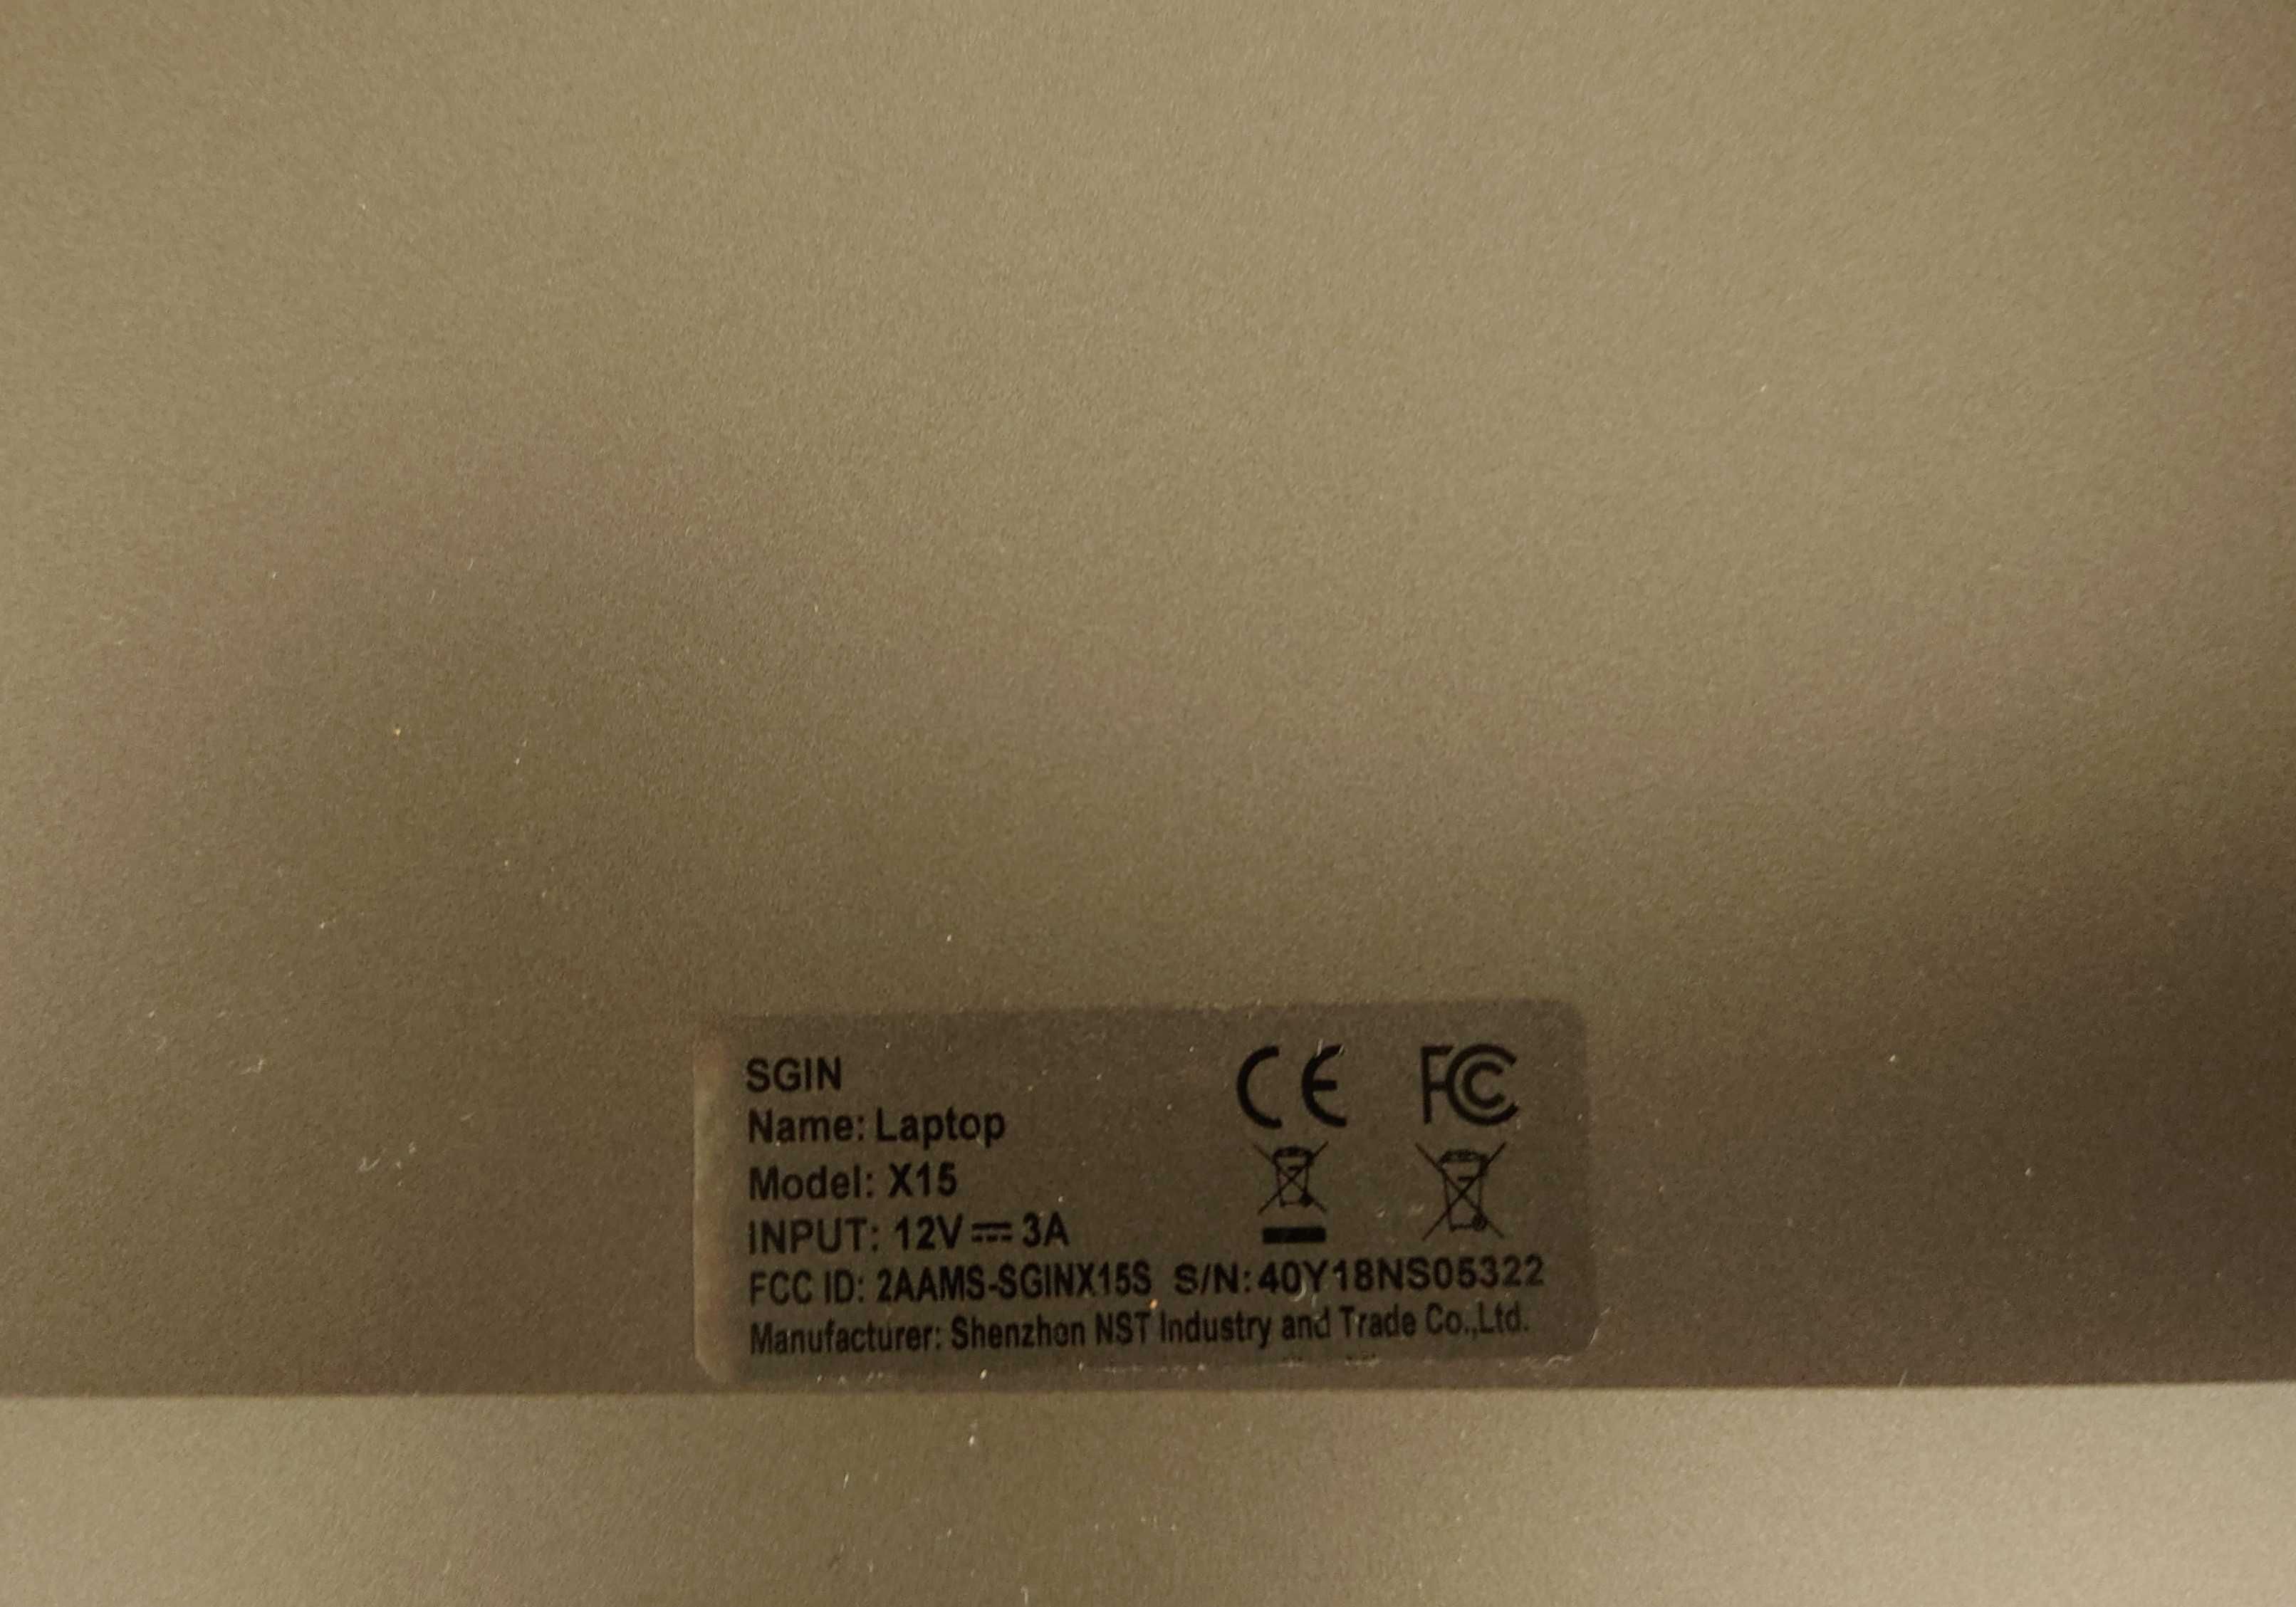 SGIN
Name: Laptop
Model: X15
INPUT: 12V⎓3A
FCC ID: 2AAMS-SGINX15S S/N:40Y18NS05322
Manufacturer: Shenzhen NST Industry and Trade Co.,Ltd.
CE FC